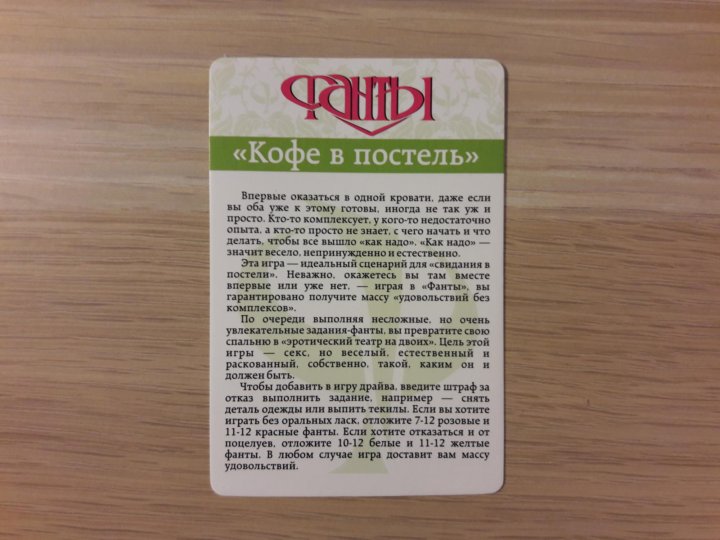 ФАНТЫ
«Кофе в постель»
Впервые оказаться в одной кровати, даже если
вы оба уже к этому готовы, иногда не так уж и
просто. Кто-то комплексует, у кого-то недостаточно
опыта, а кто-то просто не знает, с чего начать и что
делать, чтобы все вышло «как надо». «Как надо» —
значит весело, непринужденно и естественно.
Эта игра — идеальный сценарий для «свидания в
постели». Неважно, окажетесь вы там вместе
впервые или уже нет, — играя в «Фанты», вы
гарантировано получите массу «удовольствий без
комплексов».
По очереди выполняя несложные, но очень
увлекательные задания-фанты, вы превратите свою
спальню в «эротический театр на двоих». Цель этой
игры — секс, но веселый, естественный и
раскованный, собственно, такой, каким он и
должен быть.
Чтобы добавить в игру драйва, введите штраф за
отказ выполнить задание, например — снять
деталь одежды или выпить текилы. Если вы хотите
играть без оральных ласк, отложите 7-12 розовые и
11-12 красные фанты. Если хотите отказаться и от
поцелуев, отложите 10-12 белые и 11-12 желтые
фанты. В любом случае игра доставит вам массу
удовольствий.